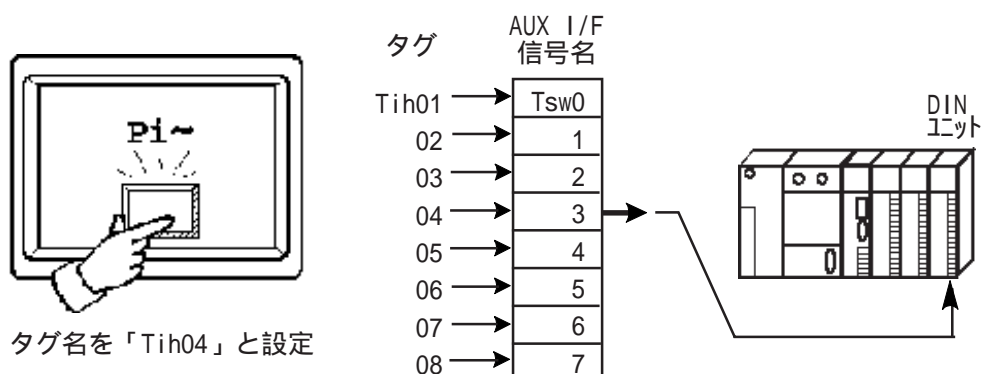 Pi~
タグ名を「Tih04」と設定
タグ
AUX I/F
信号名
Tih01 Tsw0
02 1
03 2
04 3
05 4
06 5
07 6
08 7
DIN
ユニット